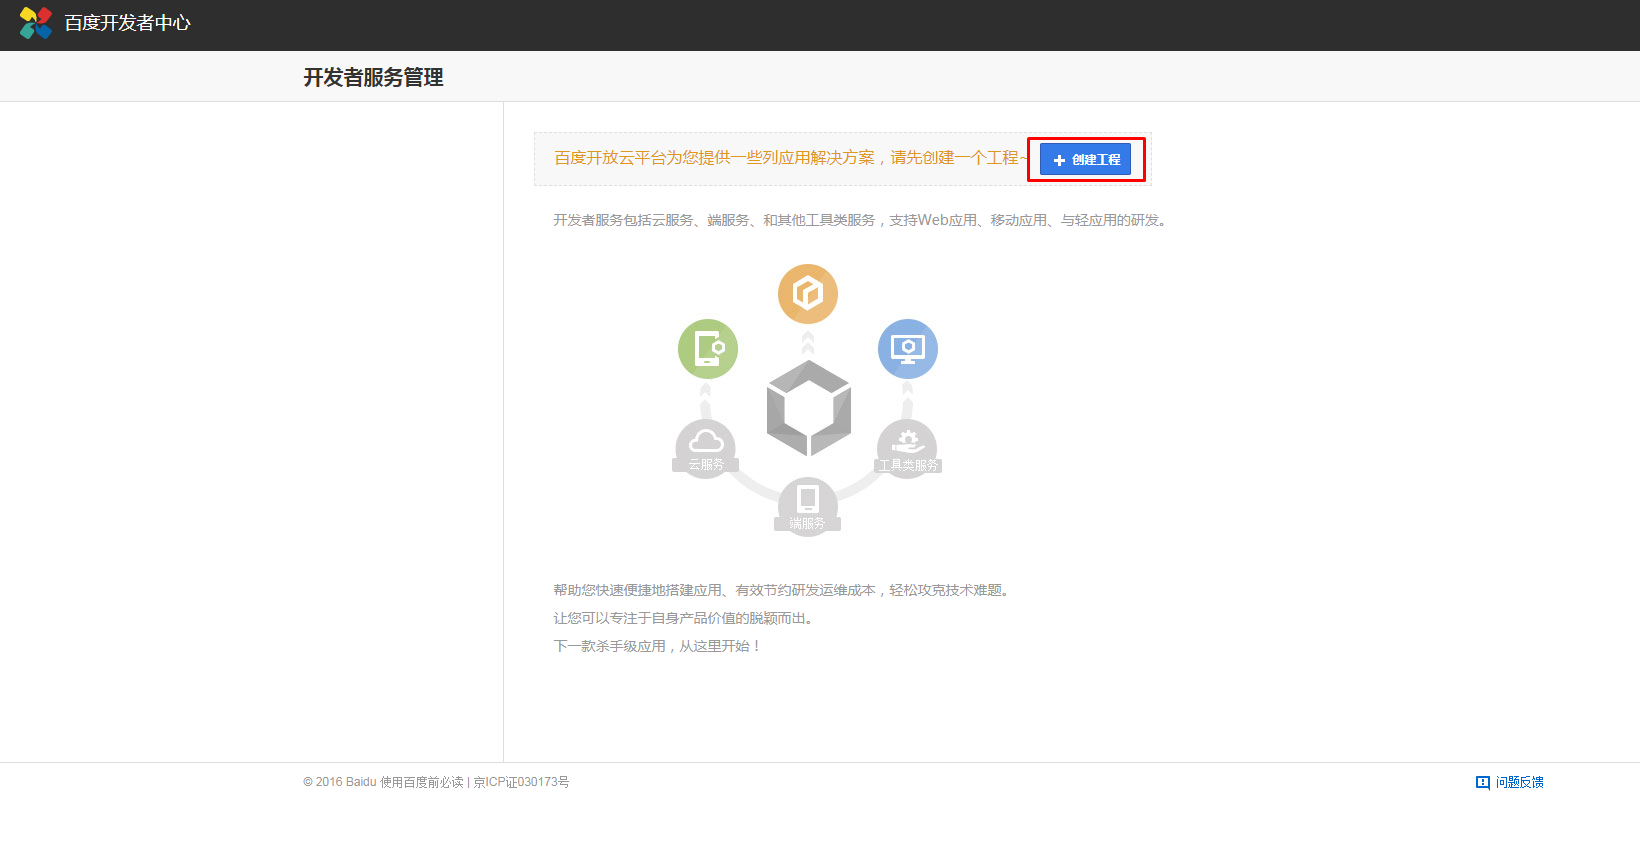 百度开发者中心
开发者服务管理
百度开放云平台为您提供一些列应用解决方案，请先创建一个工程~
创建工程
开发者服务包括云服务、端服务、和其他工具类服务，支持Web应用、移动应用、与轻应用的研发。
云服务
工具类服务
端服务
帮助您快速便捷地搭建应用、有效节约研发运维成本，轻松攻克技术难题。
让您可以专注于自身产品价值的脱颖而出。
下一款杀手级应用，从这里开始！
© 2016 Baidu 使用百度前必读 | 京ICP证030173号
问题反馈